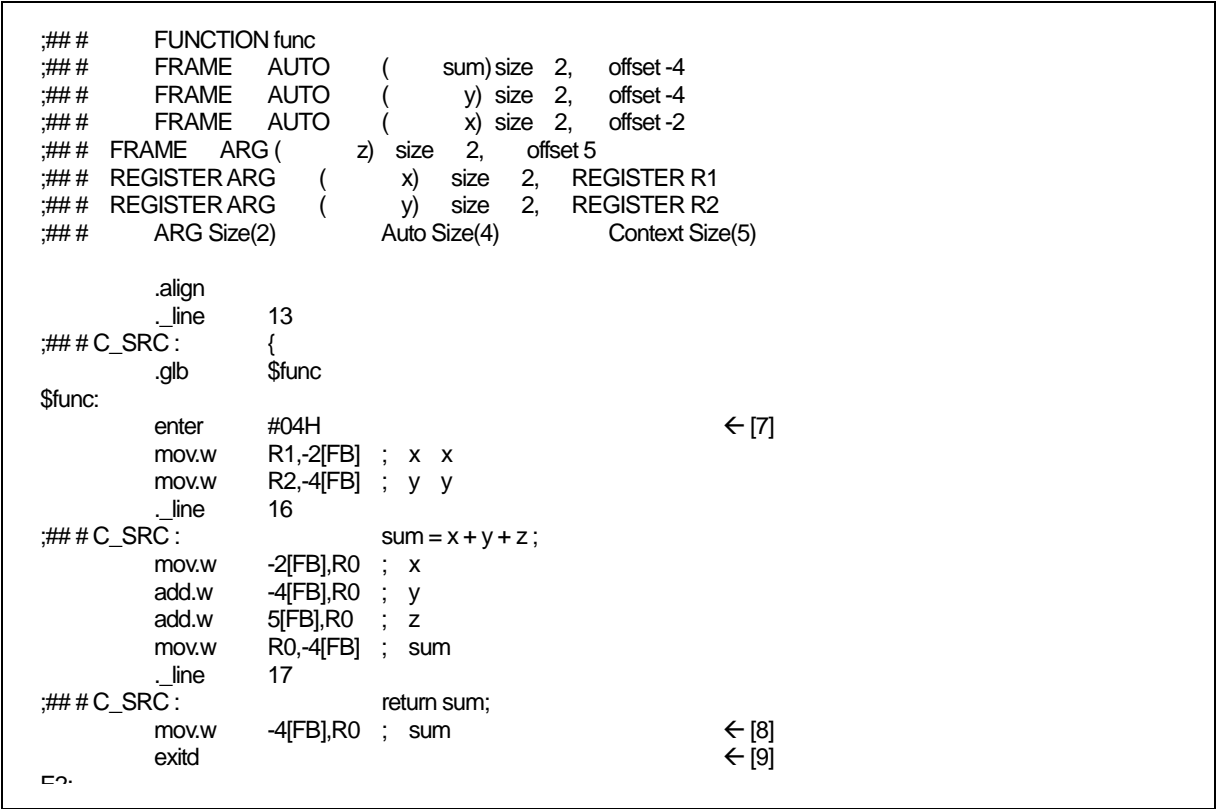 ;## # FUNCTION func
;## # FRAME AUTO ( sum) size 2, offset -4
;## # FRAME AUTO ( y) size 2, offset -4
;## # FRAME AUTO ( x) size 2, offset -2
;## # FRAME ARG ( z) size 2, offset 5
;## # REGISTER ARG ( x) size 2, REGISTER R1
;## # REGISTER ARG ( y) size 2, REGISTER R2
;## # ARG Size(2) Auto Size(4) Context Size(5)
.align
._line 13
;## # C_SRC : {
.glb $func
$func:
enter #04H ← [7]
mov.w R1,-2[FB] ; x x
mov.w R2,-4[FB] ; y y
._line 16
;## # C_SRC : sum = x + y + z ;
mov.w -2[FB],R0 ; x
add.w -4[FB],R0 ; y
add.w 5[FB],R0 ; z
mov.w R0,-4[FB] ; sum
._line 17
;## # C_SRC : return sum;
mov.w -4[FB],R0 ; sum ← [8]
exitd ← [9]